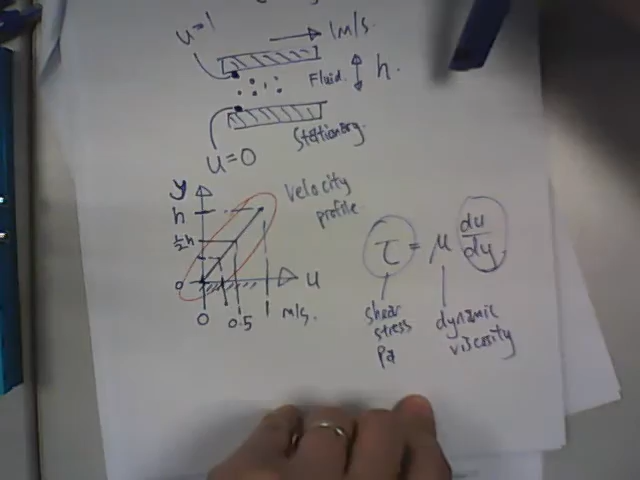 u=1
1m/s.
Fluid.
h.
Stationary.
u=0
y
velocity
profile
h
½h
0
u
0
0.5
1
m/s.
τ = μ du/dy
shear
stress
Pa
dynamic
viscosity